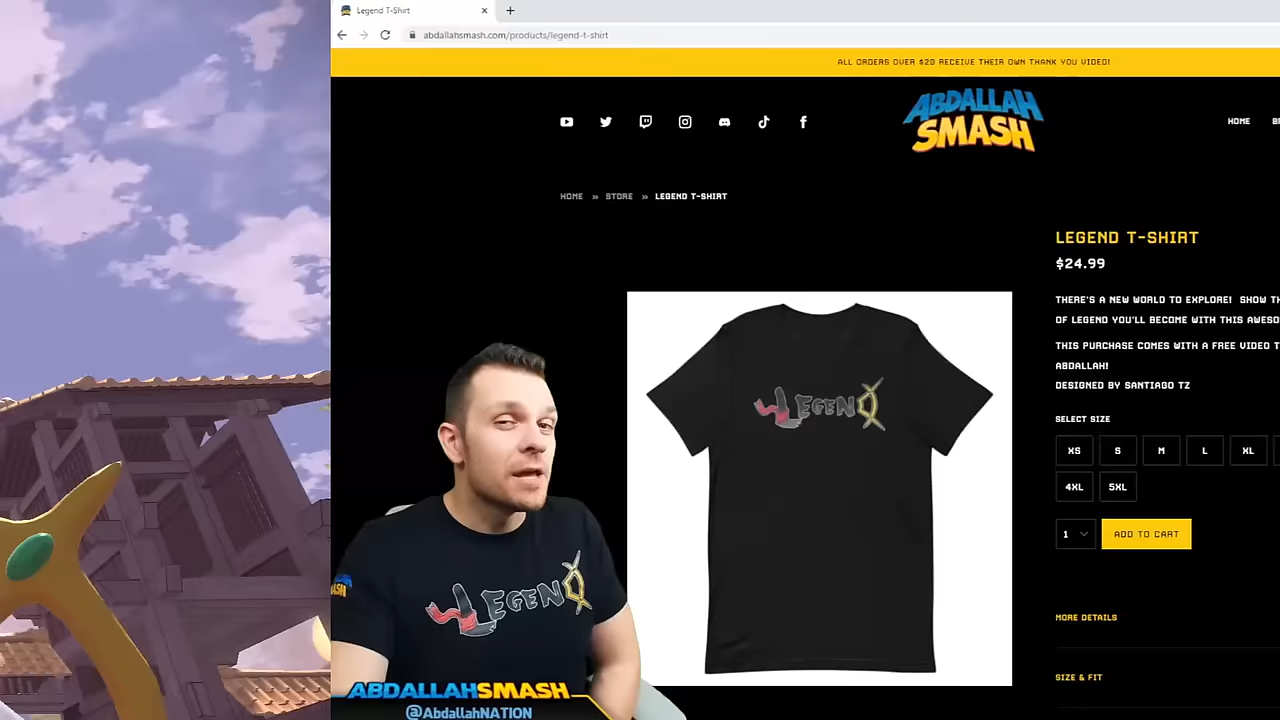 Legend T-Shirt
abdallahsmash.com/products/legend-t-shirt
ALL ORDERS OVER $20 RECEIVE THEIR OWN THANK YOU VIDEO!
ABDALLAH
SMASH
HOME
HOME » STORE » LEGEND T-SHIRT
LEGEND T-SHIRT
$24.99
THERE'S A NEW WORLD TO EXPLORE! SHOW
OF LEGEND YOU'LL BECOME WITH THIS
THIS PURCHASE COMES WITH A FREE VIDEO
ABDALLAH!
DESIGNED BY SANTIAGO TZ
SELECT SIZE
XS S M L XL
4XL 5XL
1 ADD TO CART
MORE DETAILS
SIZE & FIT
LEGEND
LEGEND
ABDALLAHSMASH
@AbdallahNATION